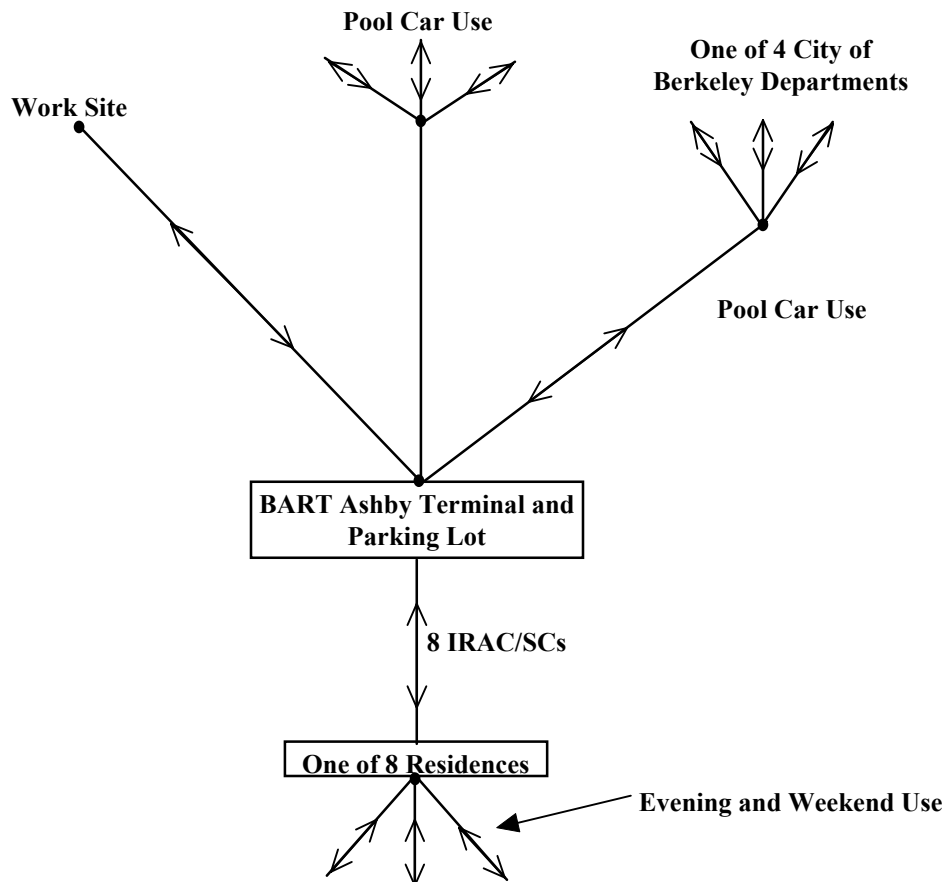 Pool Car Use
One of 4 City of
Berkeley Departments
Work Site
Pool Car Use
BART Ashby Terminal and
Parking Lot
8 IRAC/SCs
One of 8 Residences
Evening and Weekend Use